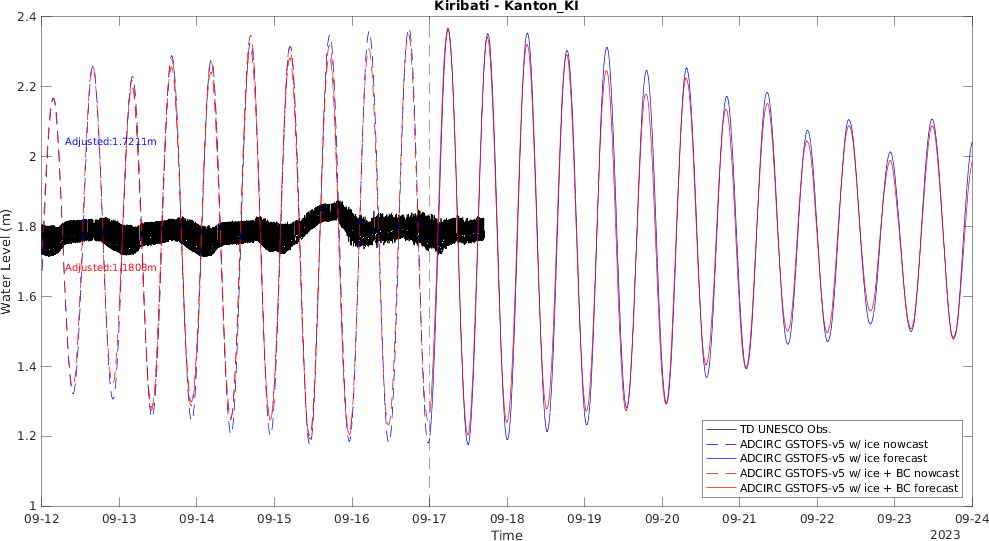 Kiribati - Kanton_KI
2.4
2.2
2
1.8
1.6
1.4
1.2
1
Water Level (m)
Adjusted:1.7211m
Adjusted:1.1803m
TD UNESCO Obs.
ADCIRC GSTOFS-v5 w/ ice nowcast
ADCIRC GSTOFS-v5 w/ ice forecast
ADCIRC GSTOFS-v5 w/ ice + BC nowcast
ADCIRC GSTOFS-v5 w/ ice + BC forecast
09-12 09-13 09-14 09-15 09-16 09-17 09-18 09-19 09-20 09-21 09-22 09-23 09-24
Time
2023